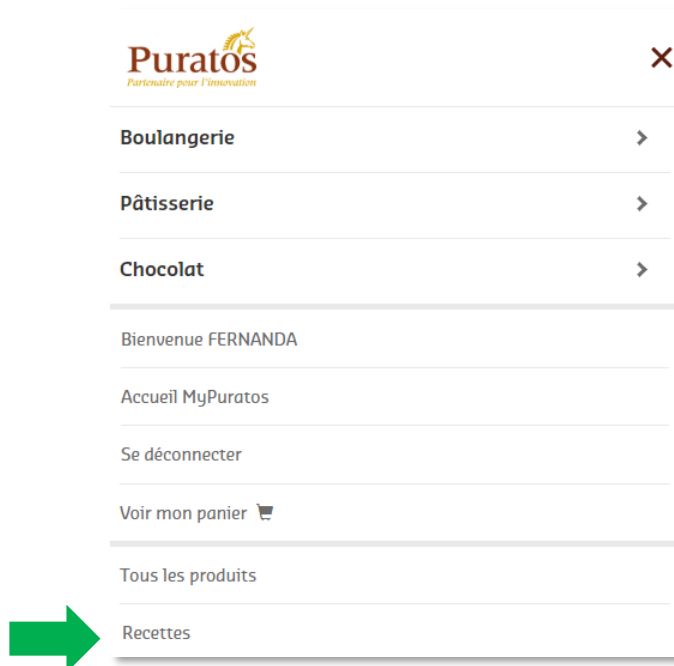 Puratos
Partenaire pour l'innovation
Boulangerie
Pâtisserie
Chocolat
Bienvenue FERNANDA
Accueil MyPuratos
Se déconnecter
Voir mon panier
Tous les produits
Recettes